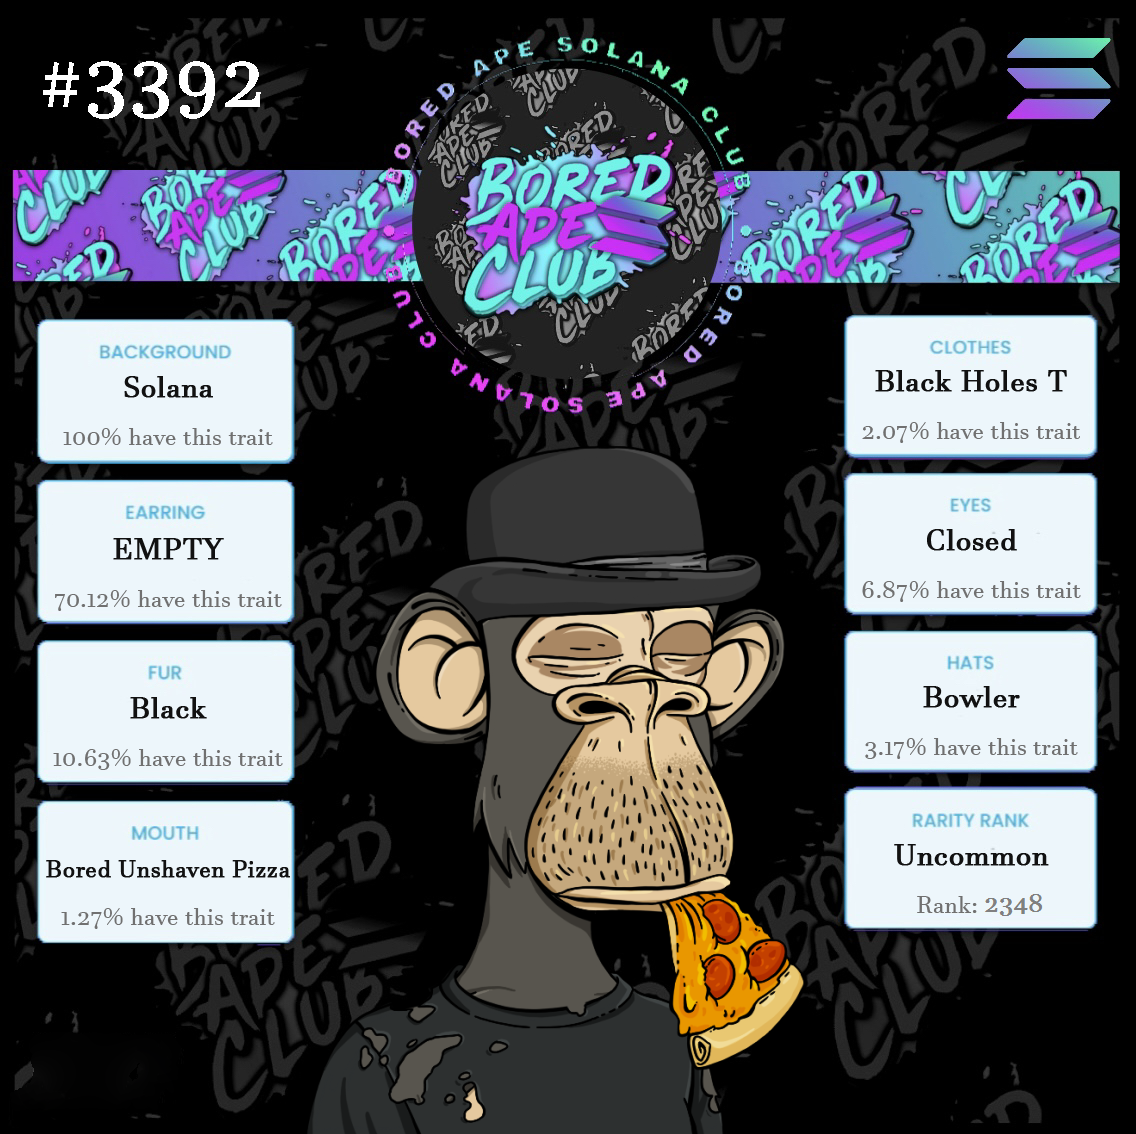 #3392
BORED APE SOLANA CLUB
BORED APE SOLANA CLUB
BORED
APE
CLUB
BACKGROUND
Solana
100% have this trait
EARRING
EMPTY
70.12% have this trait
FUR
Black
10.63% have this trait
MOUTH
Bored Unshaven Pizza
1.27% have this trait
CLOTHES
Black Holes T
2.07% have this trait
EYES
Closed
6.87% have this trait
HATS
Bowler
3.17% have this trait
RARITY RANK
Uncommon
Rank: 2348